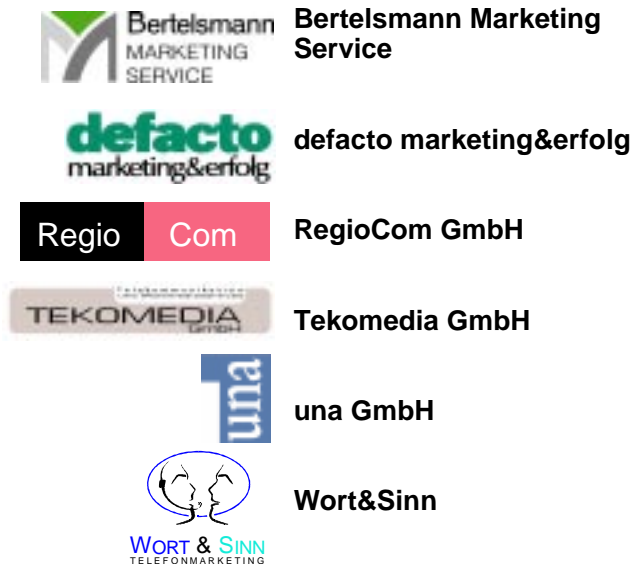 Bertelsmann
MARKETING
SERVICE
Bertelsmann Marketing
Service
defacto
marketing&erfolg
defacto marketing&erfolg
Regio Com
RegioCom GmbH
TEKOMEDIA
GmbH
Tekomedia GmbH
una
una GmbH
WORT & SINN
TELEFONMARKETING
Wort&Sinn